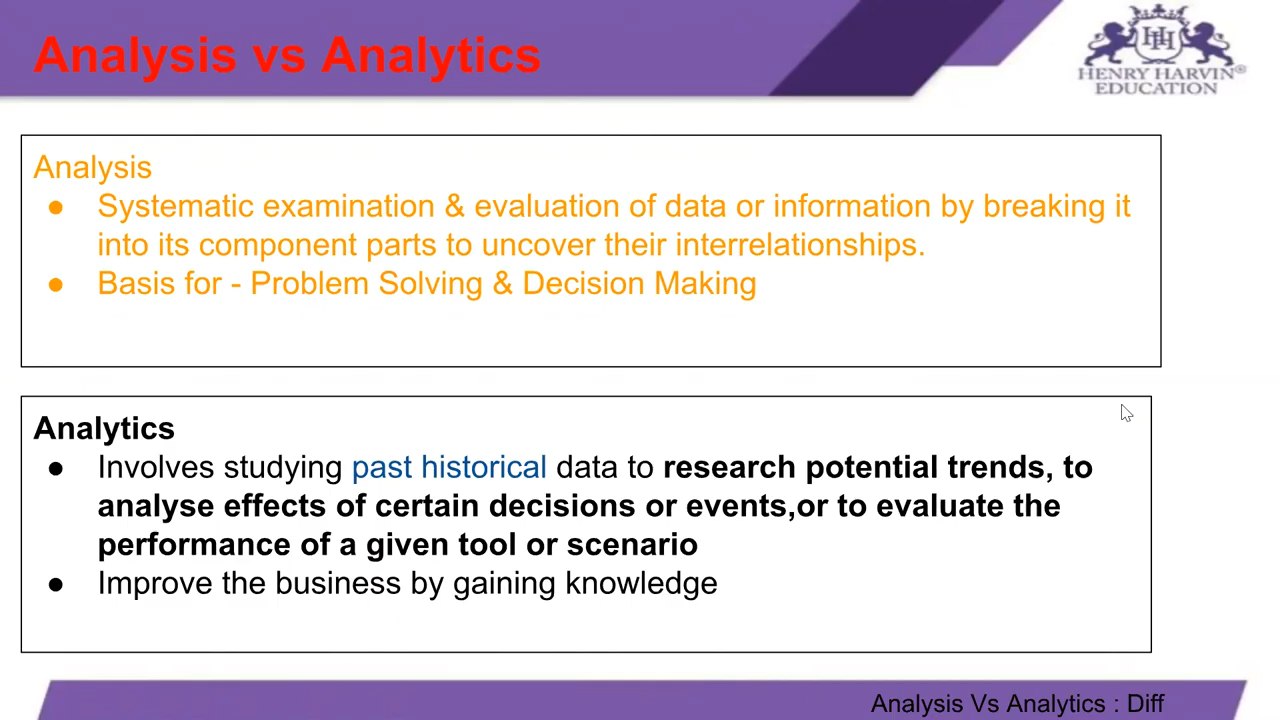 Analysis vs Analytics
HENRY HARVIN®
EDUCATION
Analysis
● Systematic examination & evaluation of data or information by breaking it
into its component parts to uncover their interrelationships.
● Basis for - Problem Solving & Decision Making
Analytics
● Involves studying past historical data to research potential trends, to
analyse effects of certain decisions or events,or to evaluate the
performance of a given tool or scenario
● Improve the business by gaining knowledge
Analysis Vs Analytics : Diff